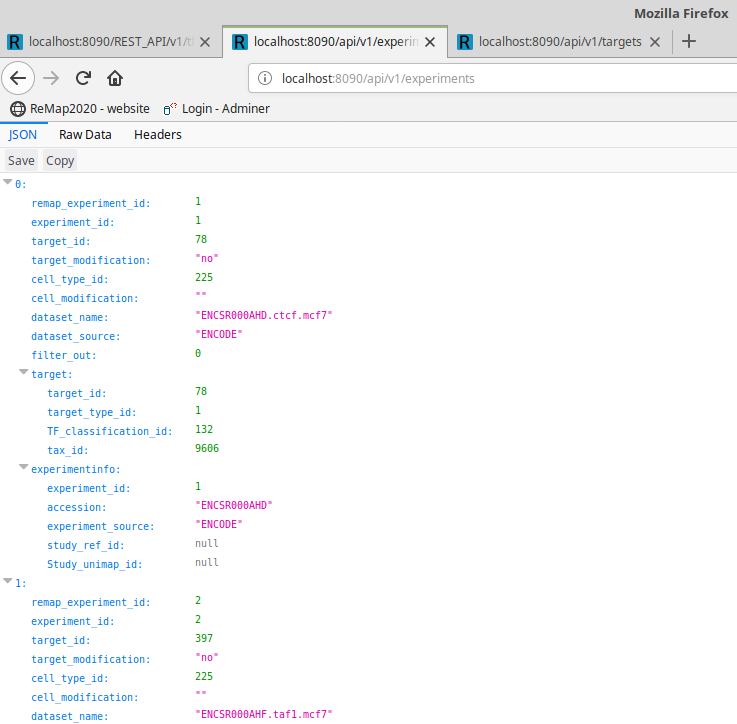 Mozilla Firefox
localhost:8090/REST_API/v1/t
localhost:8090/api/v1/experin
localhost:8090/api/v1/targets
localhost:8090/api/v1/experiments
ReMap2020 - website Login - Adminer
JSON Raw Data Headers
Save Copy
0:
remap_experiment_id: 1
experiment_id: 1
target_id: 78
target_modification: "no"
cell_type_id: 225
cell_modification: ""
dataset_name: "ENCSR000AHD.ctcf.mcf7"
dataset_source: "ENCODE"
filter_out: 0
target:
target_id: 78
target_type_id: 1
TF_classification_id: 132
tax_id: 9606
experimentinfo:
experiment_id: 1
accession: "ENCSR000AHD"
experiment_source: "ENCODE"
study_ref_id: null
Study_unimap_id: null
1:
remap_experiment_id: 2
experiment_id: 2
target_id: 397
target_modification: "no"
cell_type_id: 225
cell_modification: ""
dataset_name: "ENCSR000AHF.taf1.mcf7"